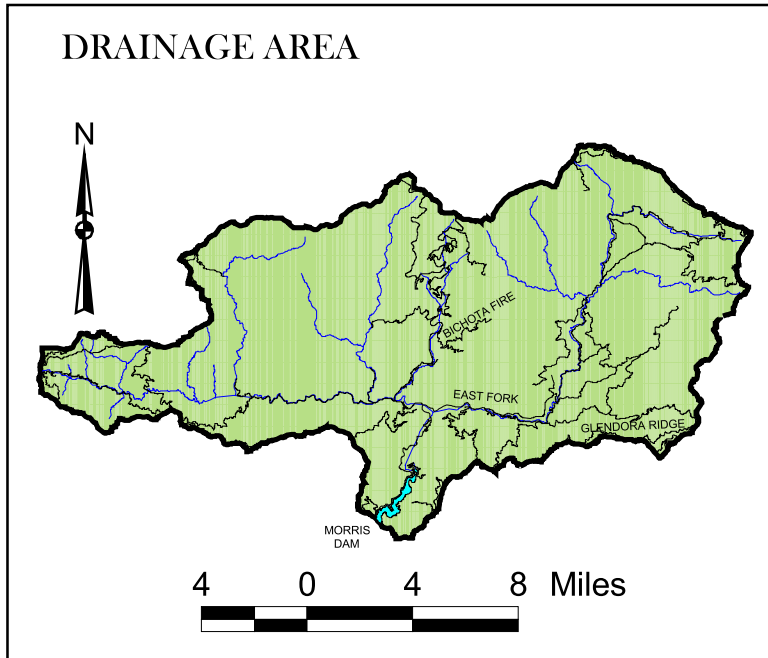 DRAINAGE AREA
N
BICHOTA FIRE
EAST FORK
GLENDORA RIDGE
MORRIS
DAM
4 0 4 8 Miles